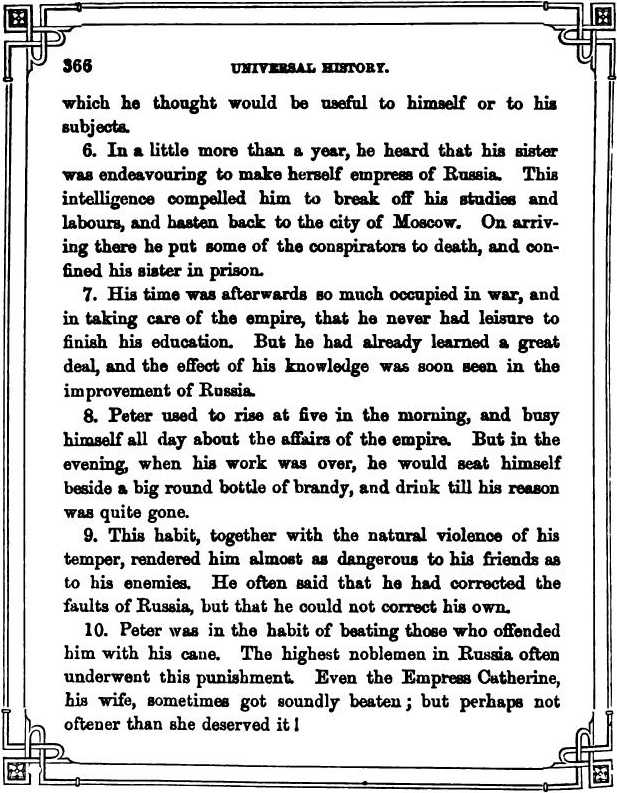 366 UNIVERSAL HISTORY.
which he thought would be useful to himself or to his
subjects.
6. In a little more than a year, he heard that his sister
was endeavouring to make herself empress of Russia. This
intelligence compelled him to break off his studies and
labours, and hasten back to the city of Moscow. On arriv-
ing there he put some of the conspirators to death, and con-
fined his sister in prison.
7. His time was afterwards so much occupied in war, and
in taking care of the empire, that he never had leisure to
finish his education. But he had already learned a great
deal, and the effect of his knowledge was soon seen in the
improvement of Russia.
8. Peter used to rise at five in the morning, and busy
himself all day about the affairs of the empire. But in the
evening, when his work was over, he would seat himself
beside a big round bottle of brandy, and drink till his reason
was quite gone.
9. This habit, together with the natural violence of his
temper, rendered him almost as dangerous to his friends as
to his enemies. He often said that he had corrected the
faults of Russia, but that he could not correct his own.
10. Peter was in the habit of beating those who offended
him with his cane. The highest noblemen in Russia often
underwent this punishment. Even the Empress Catherine,
his wife, sometimes got soundly beaten; but perhaps not
oftener than she deserved it!